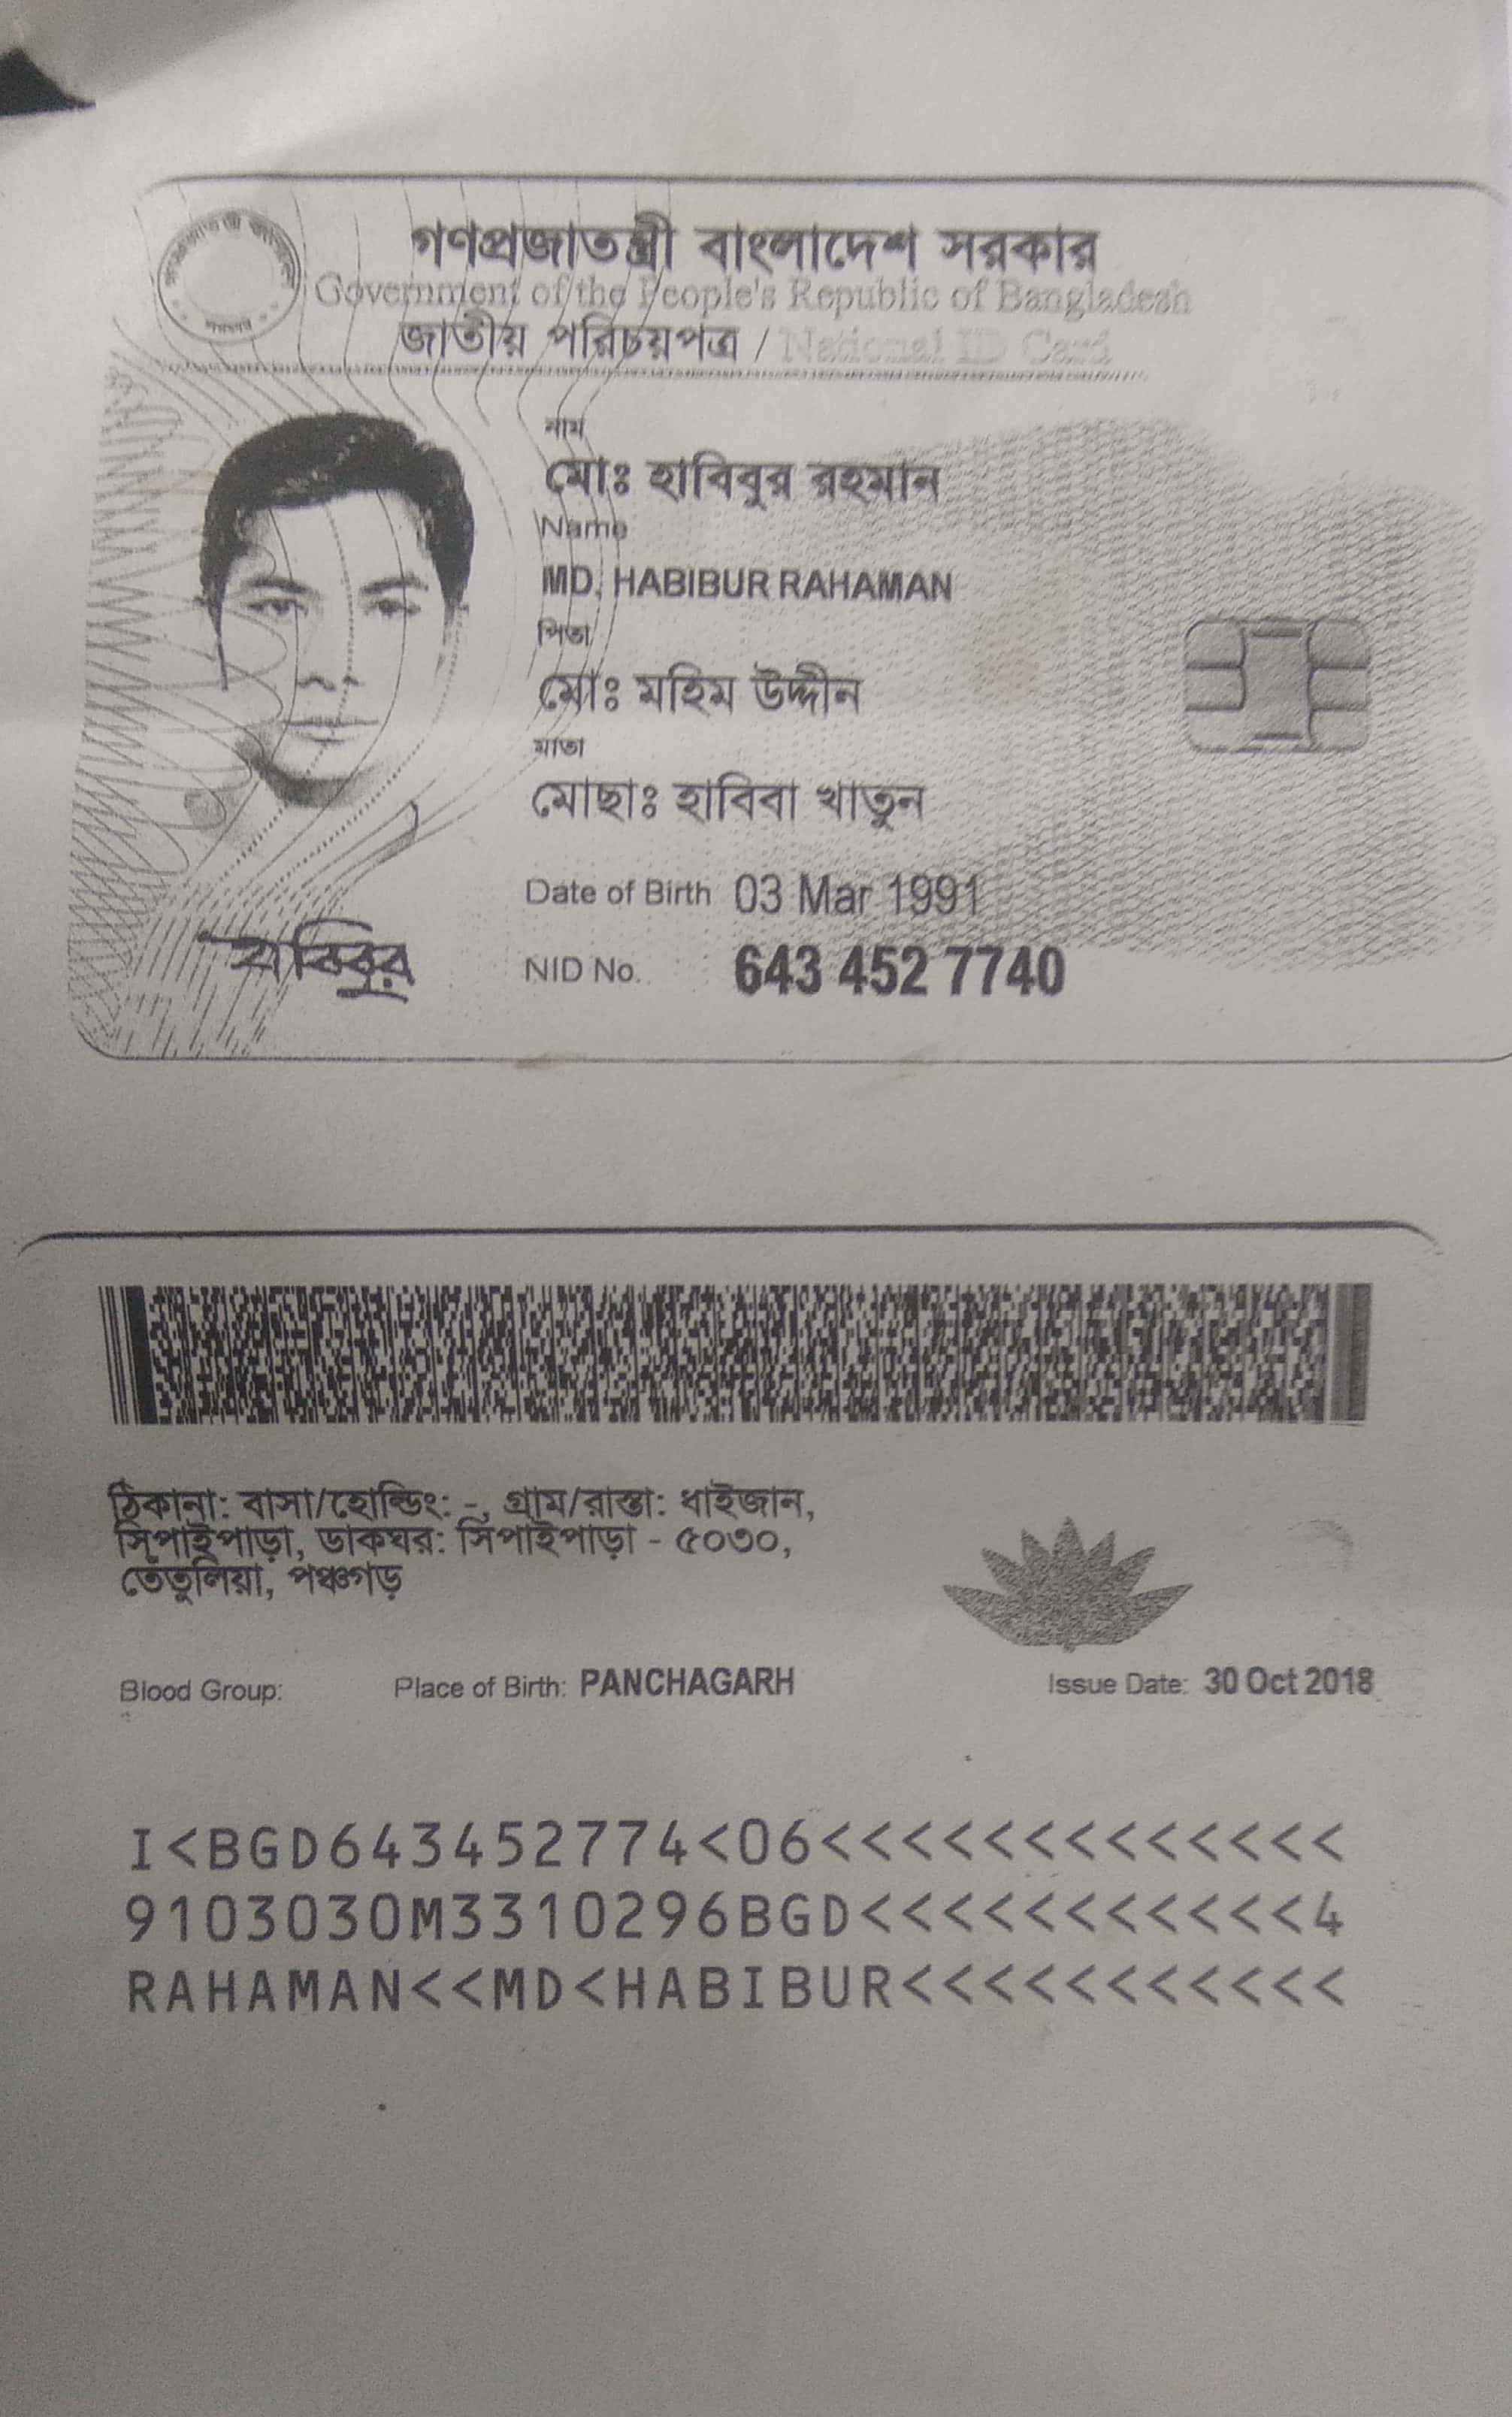 গণপ্রজাতন্ত্রী বাংলাদেশ সরকার
Government of the People's Republic of Bangladesh
জাতীয় পরিচয়পত্র / National ID Card
নাম
মোঃ হাবিবুর রহমান
Name
MD. HABIBUR RAHAMAN
পিতা
মোঃ মহিম উদ্দীন
মাতা
মোছাঃ হাবিবা খাতুন
Date of Birth 03 Mar 1991
হাবিবুর
NID No. 643 452 7740
ঠিকানা: বাসা/হোল্ডিং: -, গ্রাম/রাস্তা: ধাইজান,
সিপাইপাড়া, ডাকঘর: সিপাইপাড়া - ৫০৩০,
তেঁতুলিয়া, পঞ্চগড়
Blood Group: Place of Birth: PANCHAGARH Issue Date: 30 Oct 2018
I<BGD643452774<06<<<<<<<<<<<<<
9103030M3310296BGD<<<<<<<<<<<4
RAHAMAN<<MD<HABIBUR<<<<<<<<<<<